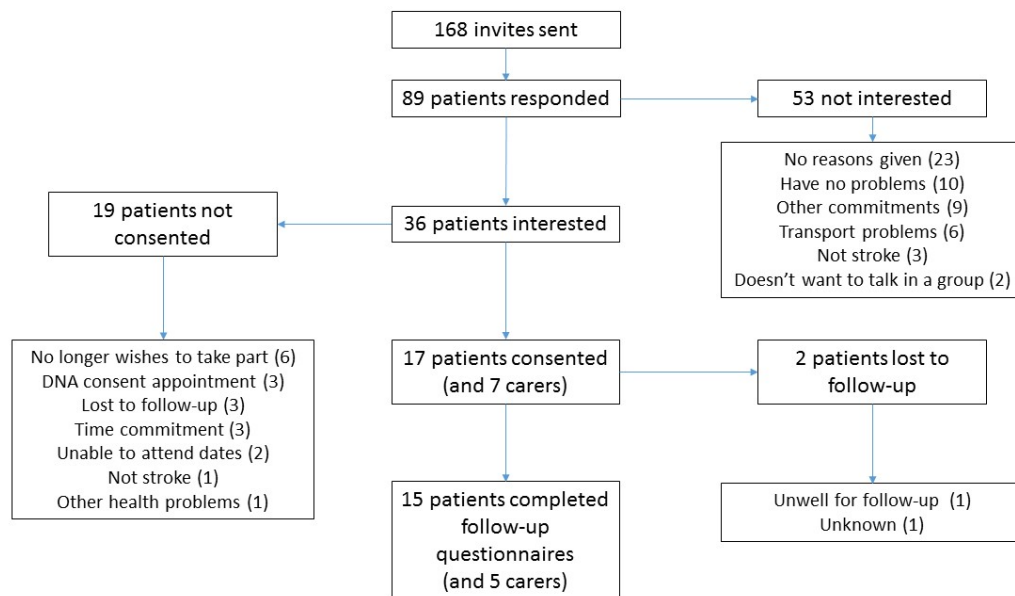 168 invites sent
89 patients responded
53 not interested
No reasons given (23)
Have no problems (10)
Other commitments (9)
Transport problems (6)
Not stroke (3)
Doesn’t want to talk in a group (2)
19 patients not
consented
36 patients interested
No longer wishes to take part (6)
DNA consent appointment (3)
Lost to follow-up (3)
Time commitment (3)
Unable to attend dates (2)
Not stroke (1)
Other health problems (1)
17 patients consented
(and 7 carers)
2 patients lost to
follow-up
15 patients completed
follow-up
questionnaires
(and 5 carers)
Unwell for follow-up (1)
Unknown (1)